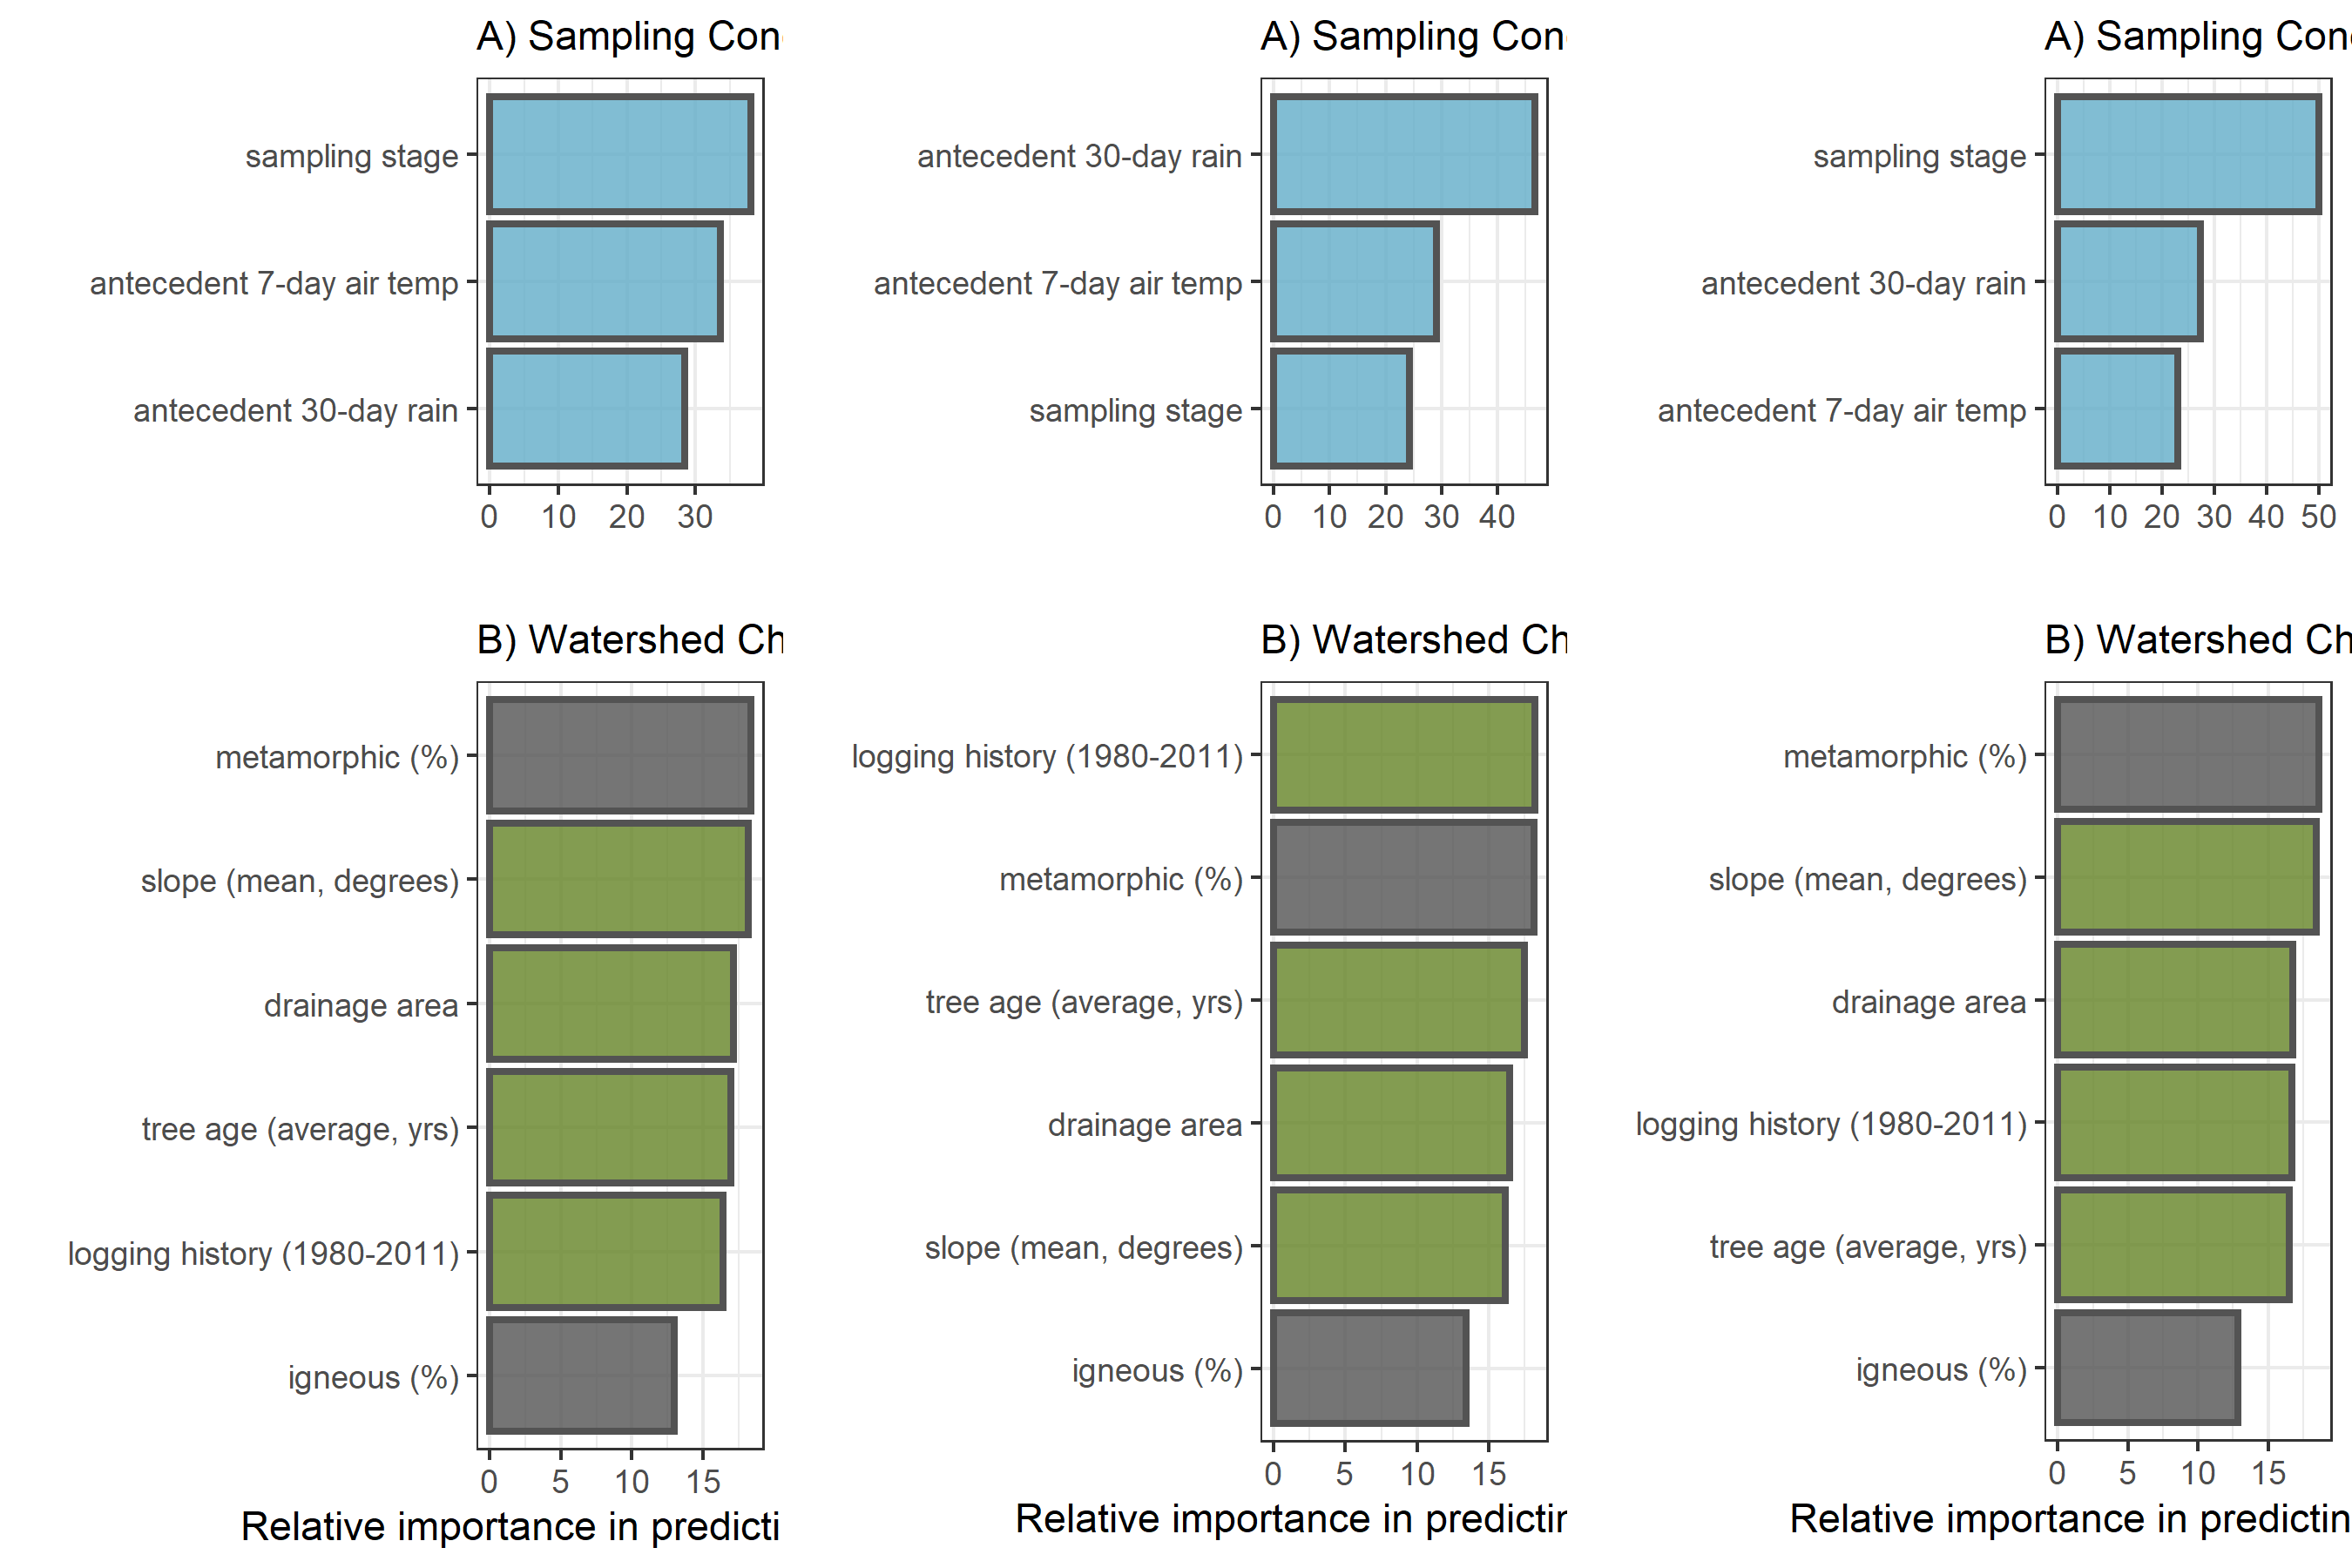 A) Sampling Con
sampling stage
antecedent 7-day air temp
antecedent 30-day rain
0 10 20 30
B) Watershed Ch
metamorphic (%)
slope (mean, degrees)
drainage area
tree age (average, yrs)
logging history (1980-2011)
igneous (%)
0 5 10 15
Relative importance in predicti
A) Sampling Con
antecedent 30-day rain
antecedent 7-day air temp
sampling stage
0 10 20 30 40
B) Watershed Ch
logging history (1980-2011)
metamorphic (%)
tree age (average, yrs)
drainage area
slope (mean, degrees)
igneous (%)
0 5 10 15
Relative importance in predictin
A) Sampling Con
sampling stage
antecedent 30-day rain
antecedent 7-day air temp
0 10 20 30 40 50
B) Watershed Ch
metamorphic (%)
slope (mean, degrees)
drainage area
logging history (1980-2011)
tree age (average, yrs)
igneous (%)
0 5 10 15
Relative importance in predictin